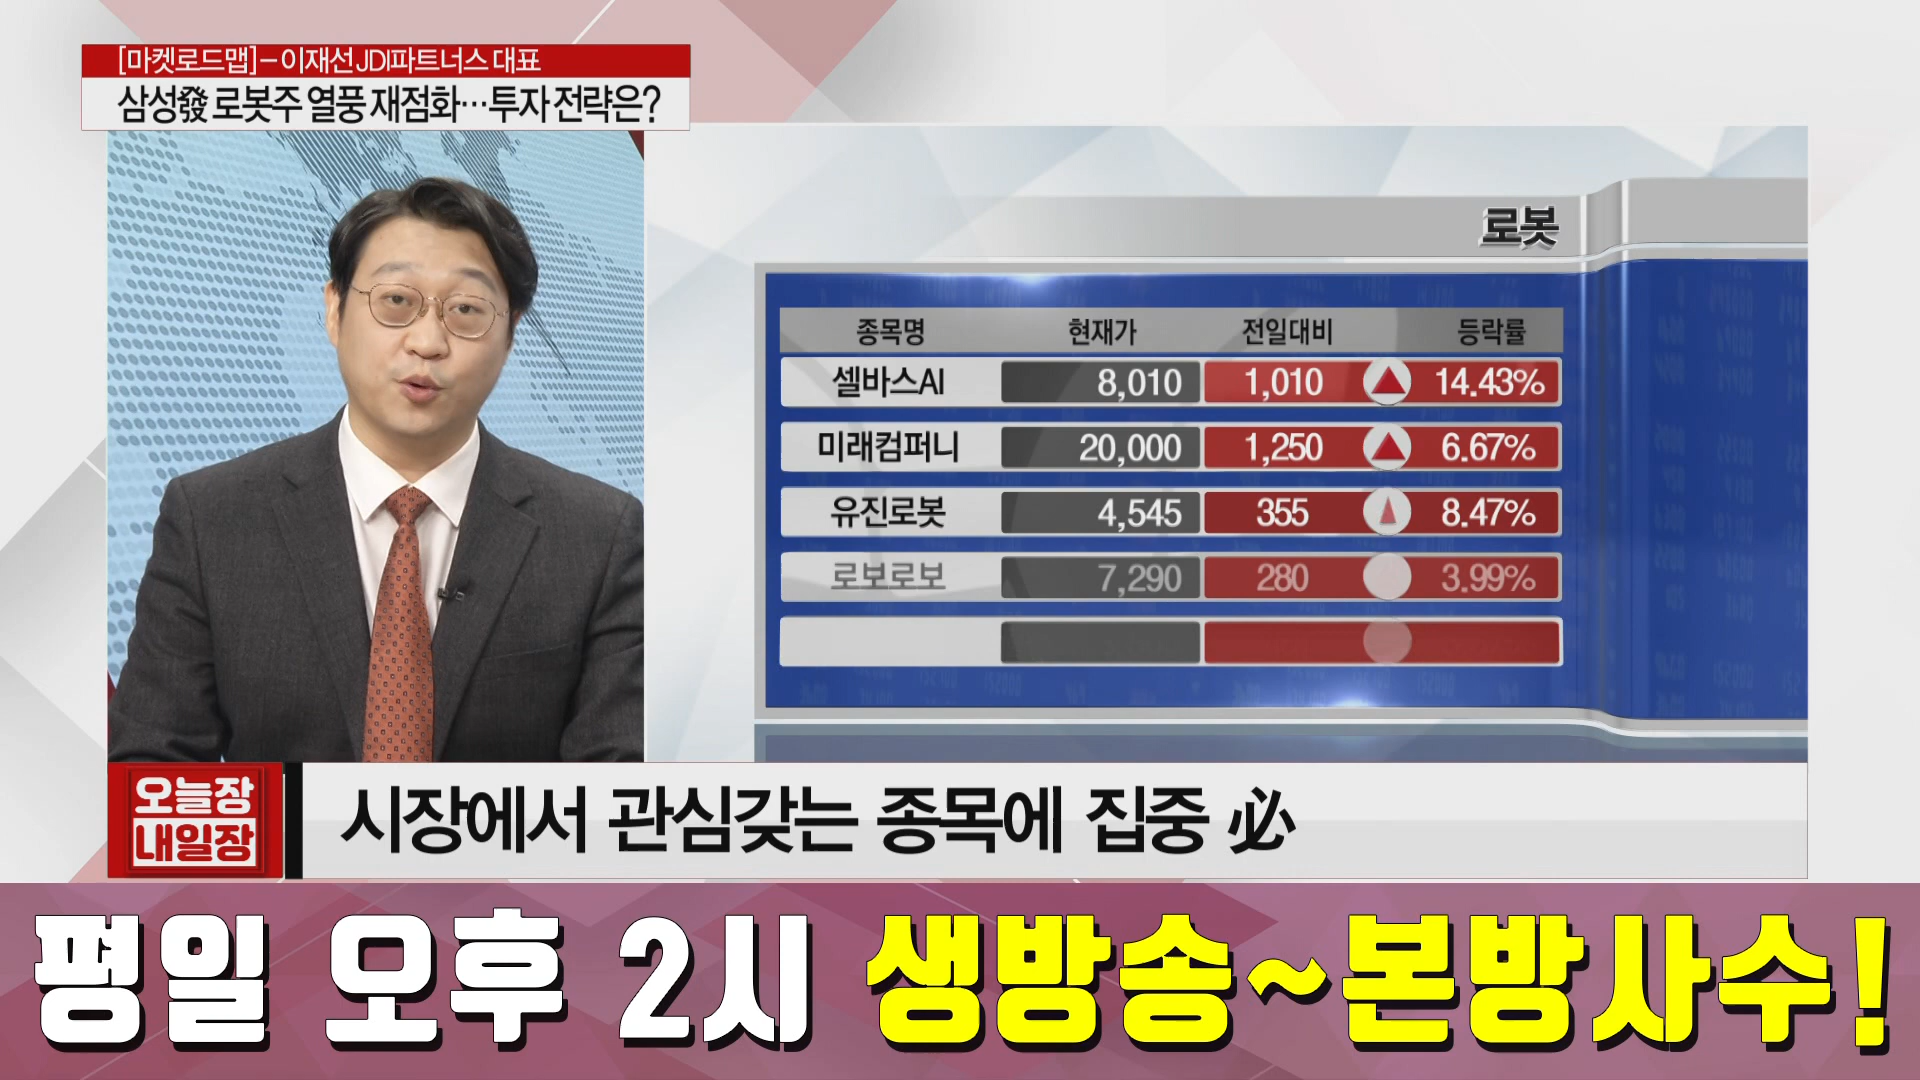 [마켓로드맵] - 이재선 JDI파트너스 대표
삼성發 로봇주 열풍 재점화…투자 전략은?
로봇
종목명 현재가 전일대비 등락률
셀바스AI 8,010 1,010 ▲ 14.43%
미래컴퍼니 20,000 1,250 ▲ 6.67%
유진로봇 4,545 355 ▲ 8.47%
로보로보 7,290 280 3.99%
오늘장
내일장
시장에서 관심갖는 종목에 집중 必
평일 오후 2시 생방송~본방사수!